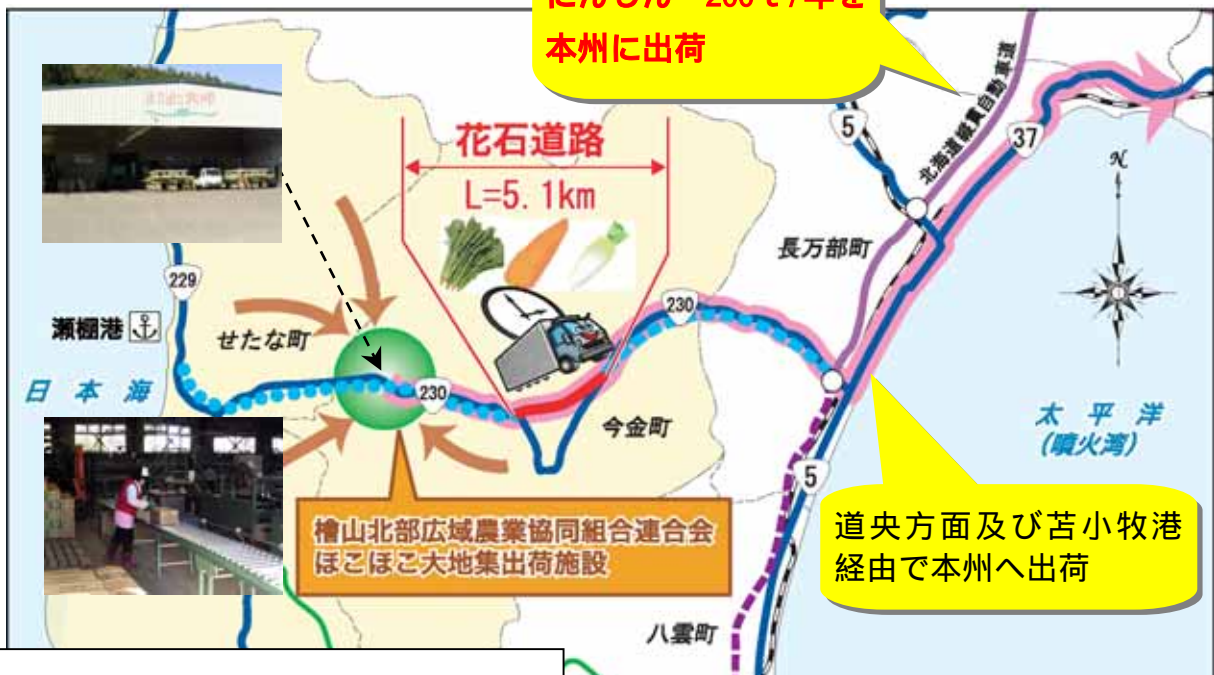 本州に出荷
花石道路
L=5.1km
5
37
北海道縦貫自動車道
N
長万部町
229
瀬棚港
せたな町
230
日本海
230
今金町
太平洋
(噴火湾)
5
檜山北部広域農業協同組合連合会
ほこほこ大地集出荷施設
道央方面及び苫小牧港
経由で本州へ出荷
八雲町